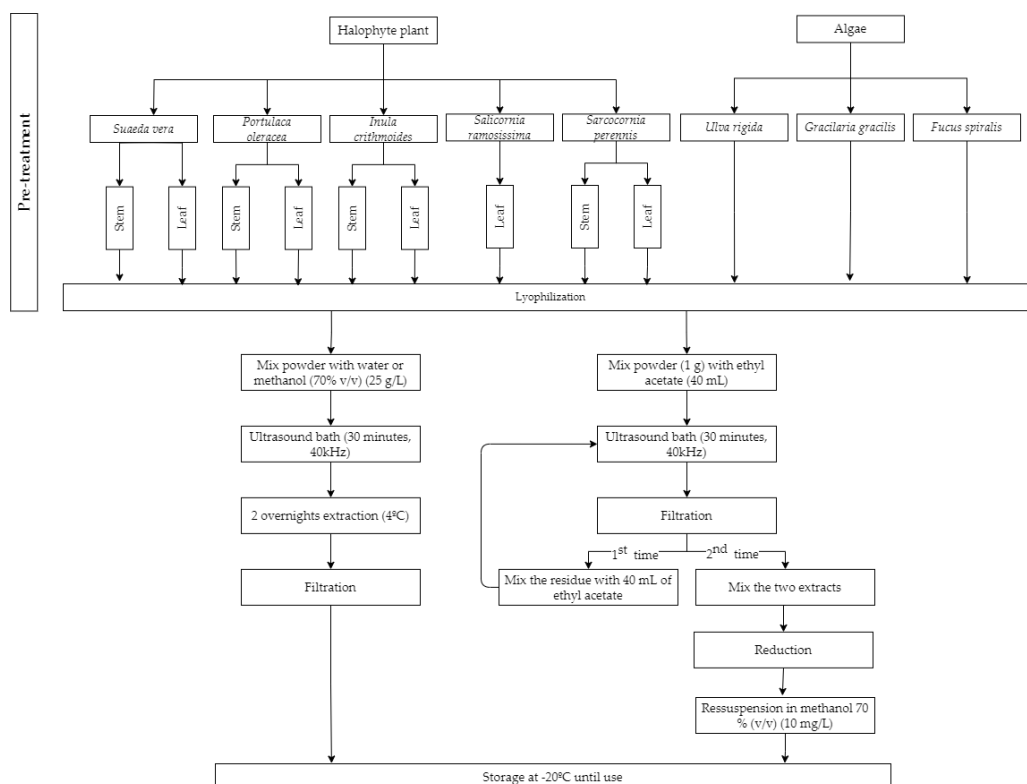 Pre-treatment
Halophyte plant
Algae
Suaeda vera
Portulaca
oleracea
Inula
crithmoides
Salicornia
ramosissima
Sarcocornia
perennis
Ulva rigida
Gracilaria gracilis
Fucus spiralis
Stem
Leaf
Stem
Leaf
Stem
Leaf
Leaf
Stem
Leaf
Lyophilization
Mix powder with water or
methanol (70% v/v) (25 g/L)
Ultrasound bath (30 minutes,
40kHz)
2 overnights extraction (4ºC)
Filtration
Mix powder (1 g) with ethyl
acetate (40 mL)
Ultrasound bath (30 minutes,
40kHz)
Filtration
1st time
2nd time
Mix the residue with 40 mL of
ethyl acetate
Mix the two extracts
Reduction
Ressuspension in methanol 70
% (v/v) (10 mg/L)
Storage at -20ºC until use